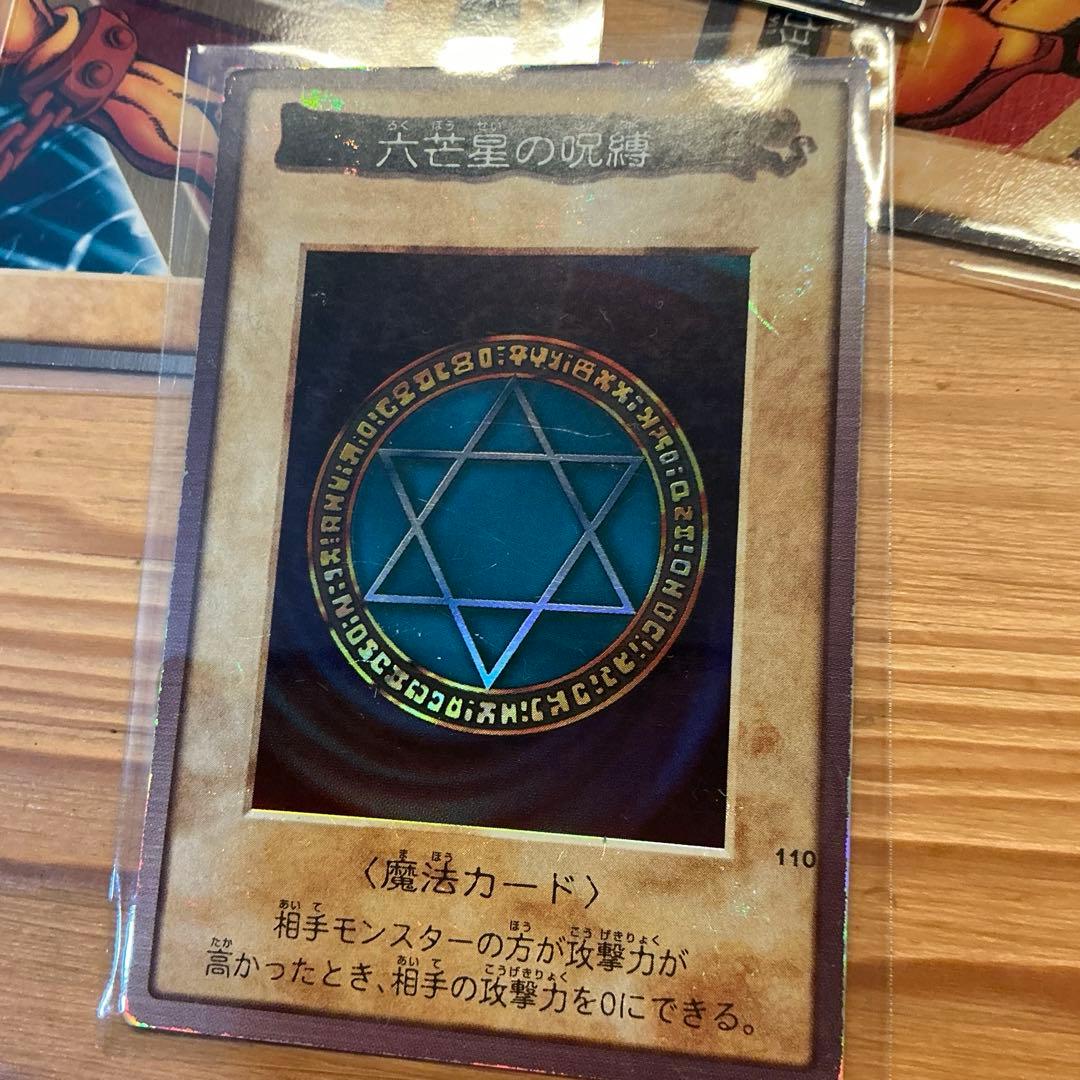 六芒星の呪縛
110
〈魔法カード〉
相手モンスターの方が攻撃力が
高かったとき、相手の攻撃力を0にできる。